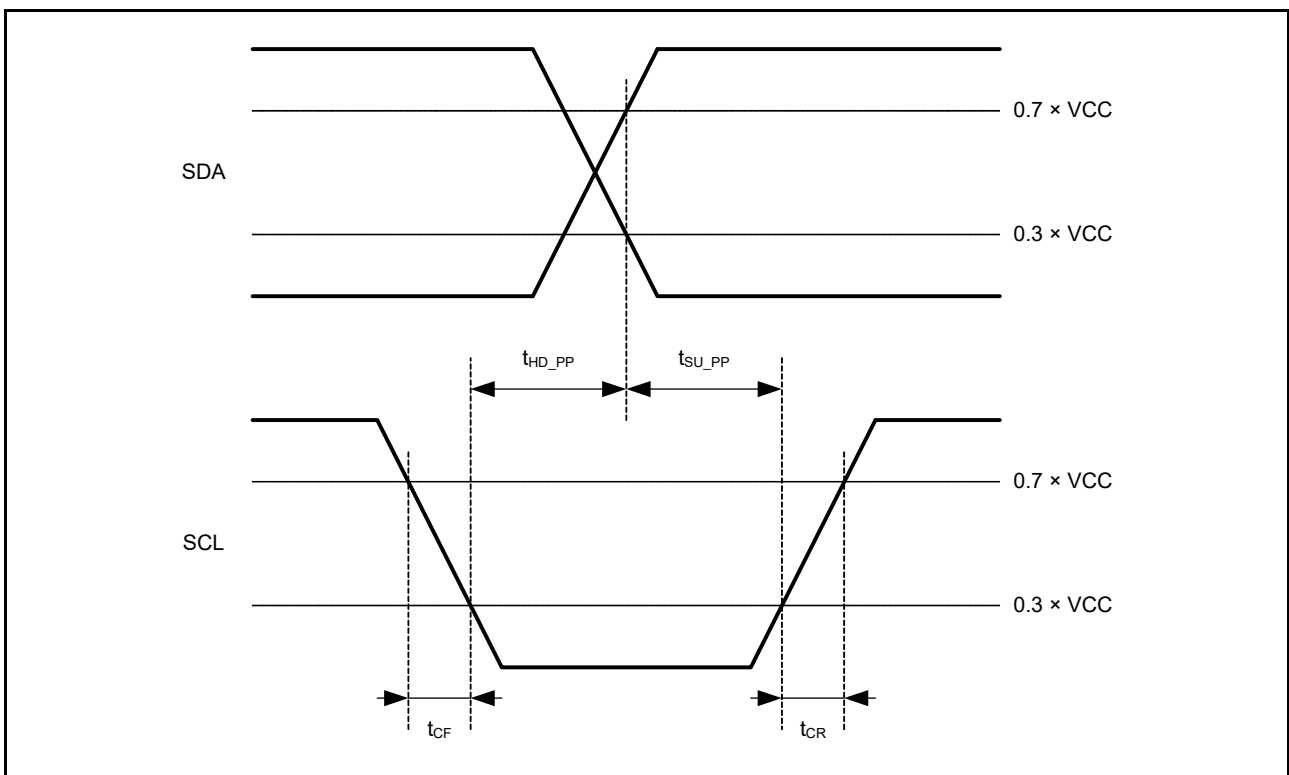 0.7 × VCC
SDA
0.3 × VCC
tHD_PP
tSU_PP
0.7 × VCC
SCL
0.3 × VCC
tCF
tCR